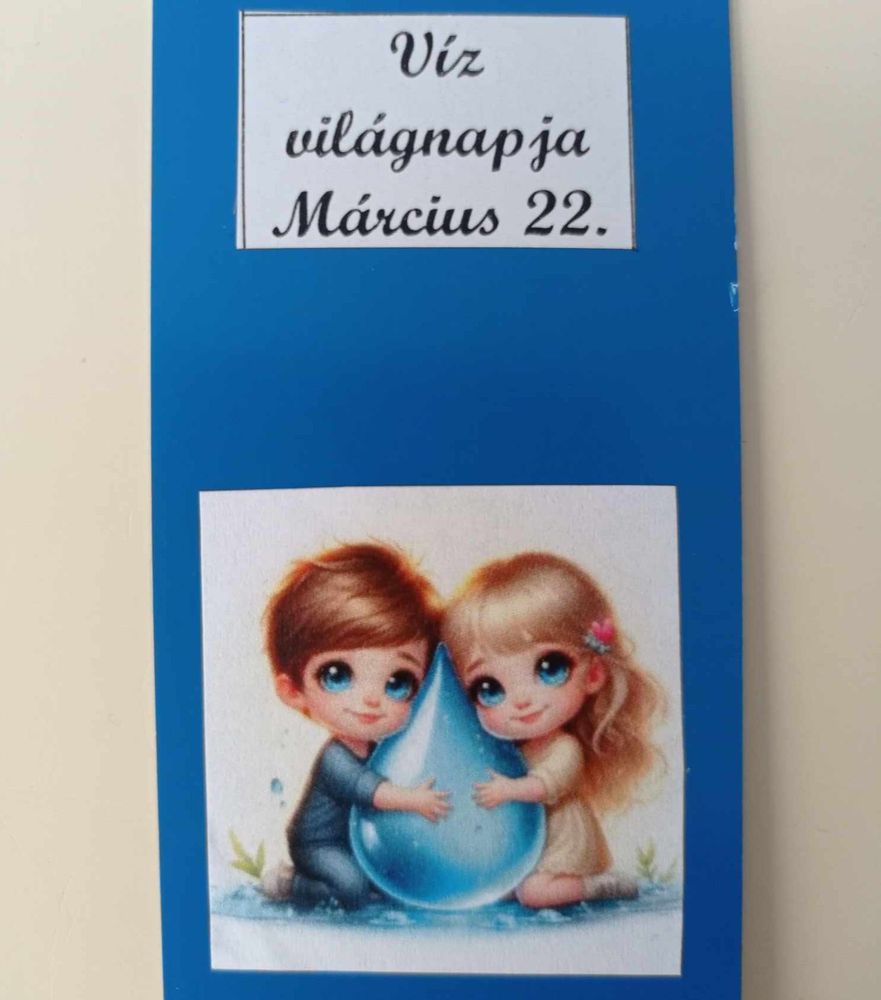 Víz
világnapja
Március 22.